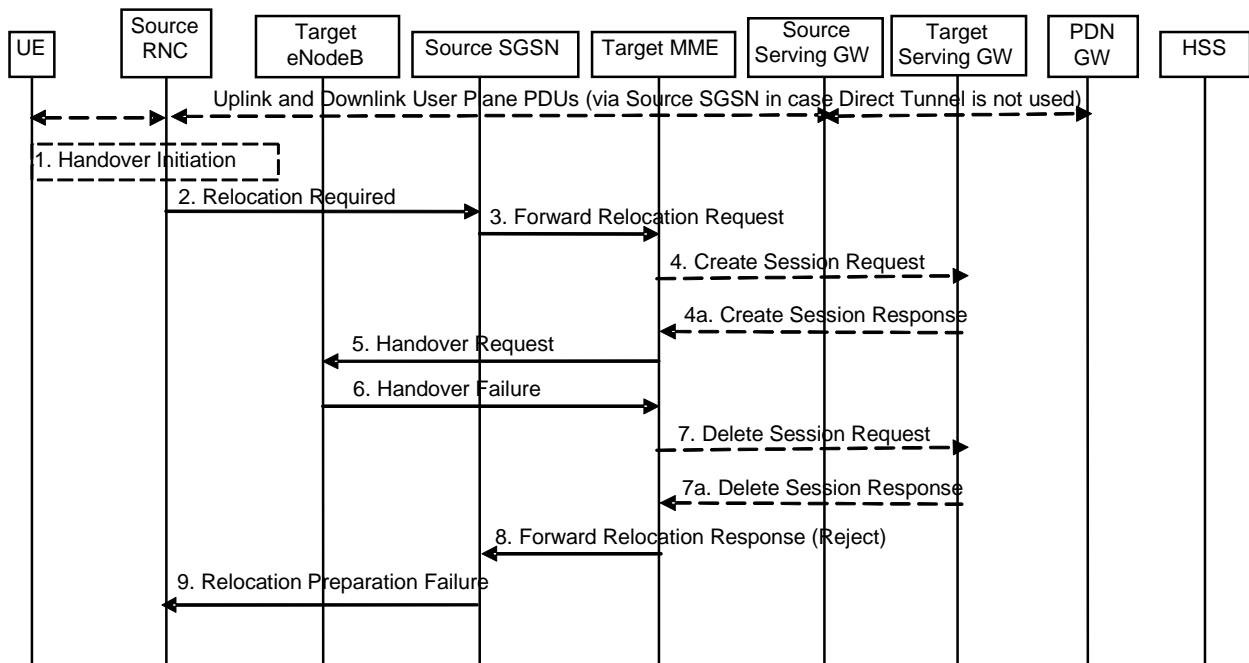 UE
Source
RNC
Target
eNodeB
Source SGSN
Target MME
Source
Serving GW
Target
Serving GW
PDN
GW
HSS
Uplink and Downlink User Plane PDUs (via Source SGSN in case Direct Tunnel is not used)
1. Handover Initiation
2. Relocation Required
3. Forward Relocation Request
4. Create Session Request
4a. Create Session Response
5. Handover Request
6. Handover Failure
7. Delete Session Request
7a. Delete Session Response
8. Forward Relocation Response (Reject)
9. Relocation Preparation Failure